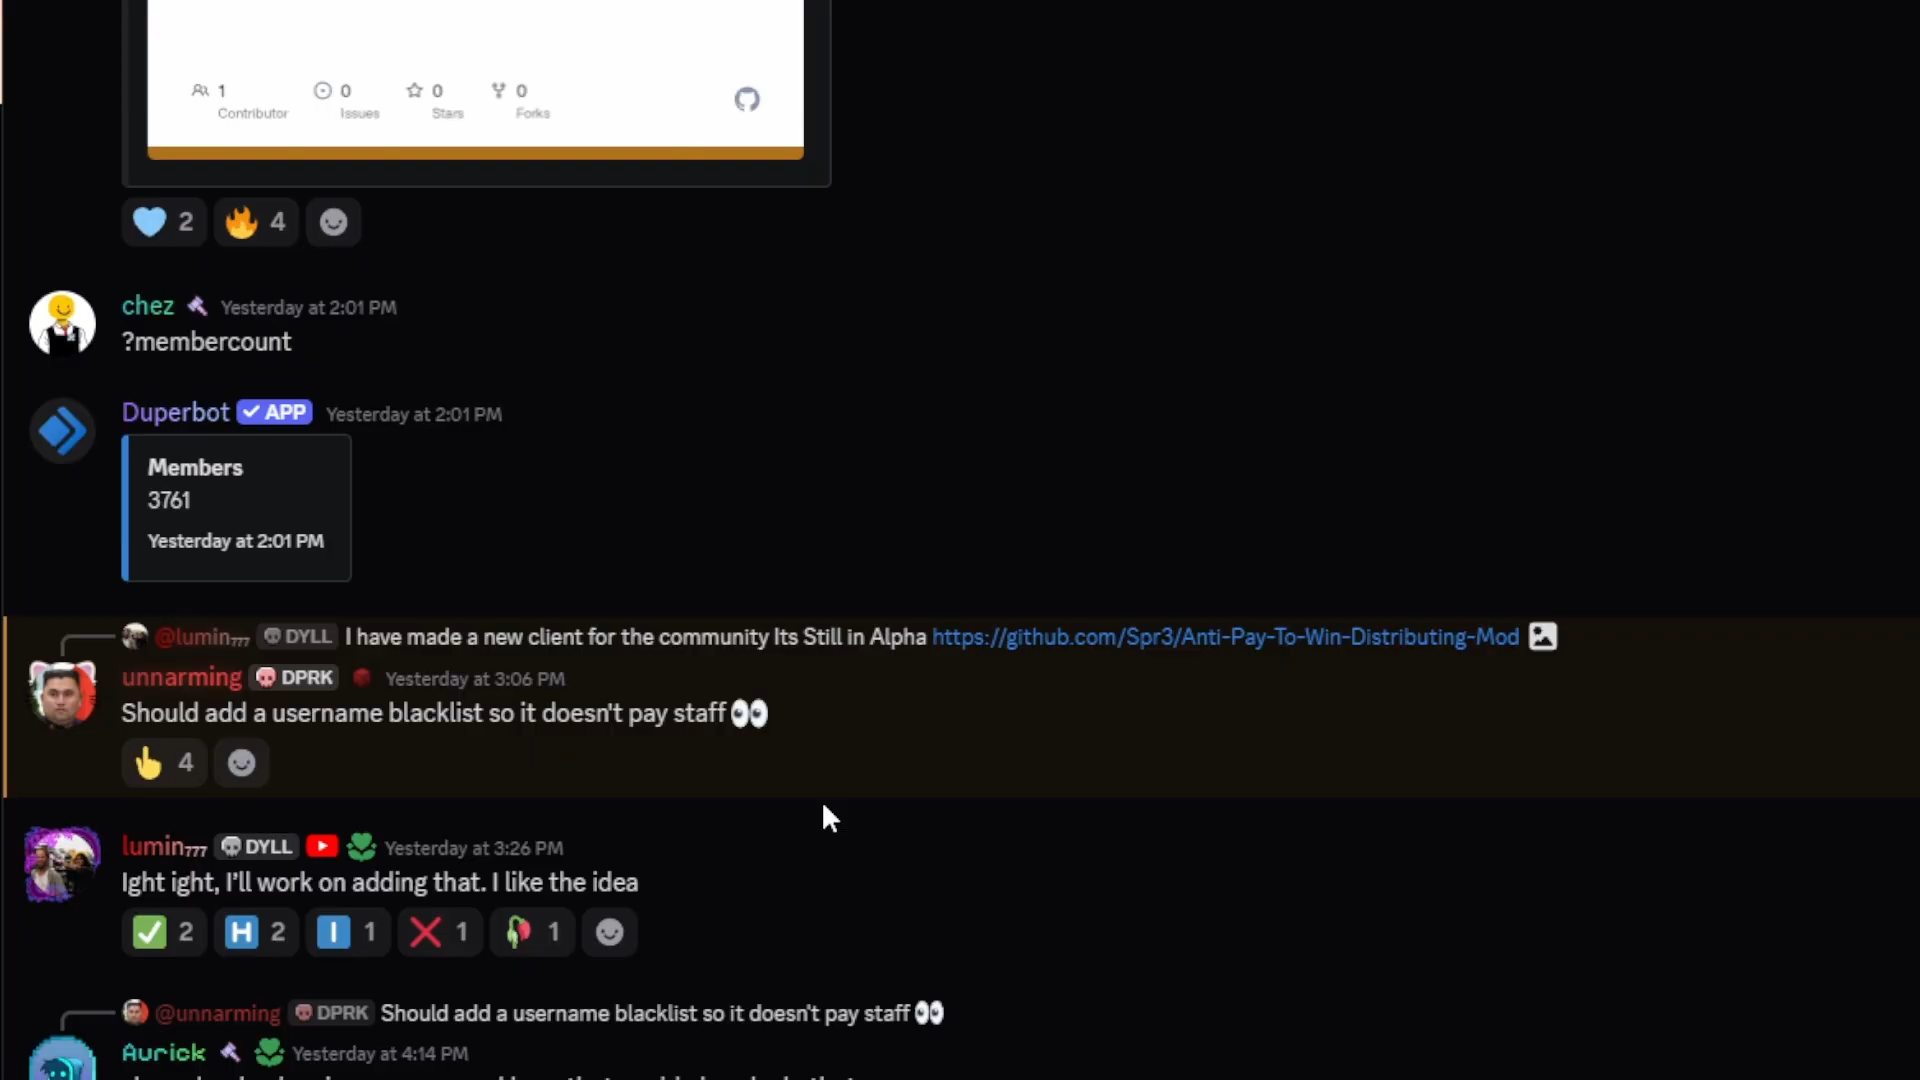 1 0 0 0
Contributor Issues Stars Forks
2 4
chez Yesterday at 2:01 PM
?membercount
Duperbot APP Yesterday at 2:01 PM
Members
3761
Yesterday at 2:01 PM
@lumin777 DYLL I have made a new client for the community Its Still in Alpha https://github.com/Spr3/Anti-Pay-To-Win-Distributing-Mod
unnarming DPRK Yesterday at 3:06 PM
Should add a username blacklist so it doesn't pay staff
4
lumin777 DYLL Yesterday at 3:26 PM
Ight ight, I'll work on adding that. I like the idea
2 H 2 I 1 1 1
@unnarming DPRK Should add a username blacklist so it doesn't pay staff
Aurick Yesterday at 4:14 PM